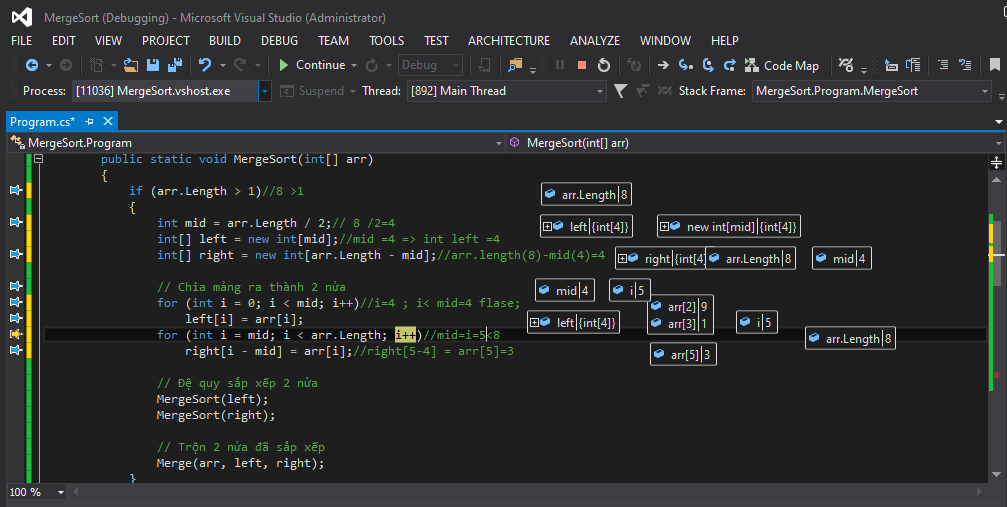 MergeSort (Debugging) - Microsoft Visual Studio (Administrator)
FILE EDIT VIEW PROJECT BUILD DEBUG TEAM TOOLS TEST ARCHITECTURE ANALYZE WINDOW HELP
Continue Debug Code Map
Process: [11036] MergeSort.vshost.exe Suspend Thread: [892] Main Thread Stack Frame: MergeSort.Program.MergeSort
Program.cs*
MergeSort.Program MergeSort(int[] arr)
public static void MergeSort(int[] arr)
{
if (arr.Length > 1)//8 >1 arr.Length 8
{
int mid = arr.Length / 2;// 8 /2=4 left {int[4]} new int[mid] {int[4]}
int[] left = new int[mid];//mid =4 => int left =4
int[] right = new int[arr.Length - mid];//arr.length(8)-mid(4)=4 right {int[4 arr.Length 8 mid 4
// Chia mảng ra thành 2 nửa
for (int i = 0; i < mid; i++)//i=4 ; i< mid=4 flase; mid 4 i 5 arr[2] 9
left[i] = arr[i]; left {int[4]} arr[3] 1 i 5
for (int i = mid; i < arr.Length; i++)//mid=i=5<8 arr.Length 8
right[i - mid] = arr[i];//right[5-4] = arr[5]=3 arr[5] 3
// Đệ quy sắp xếp 2 nửa
MergeSort(left);
MergeSort(right);
// Trộn 2 nửa đã sắp xếp
Merge(arr, left, right);
}
100 %